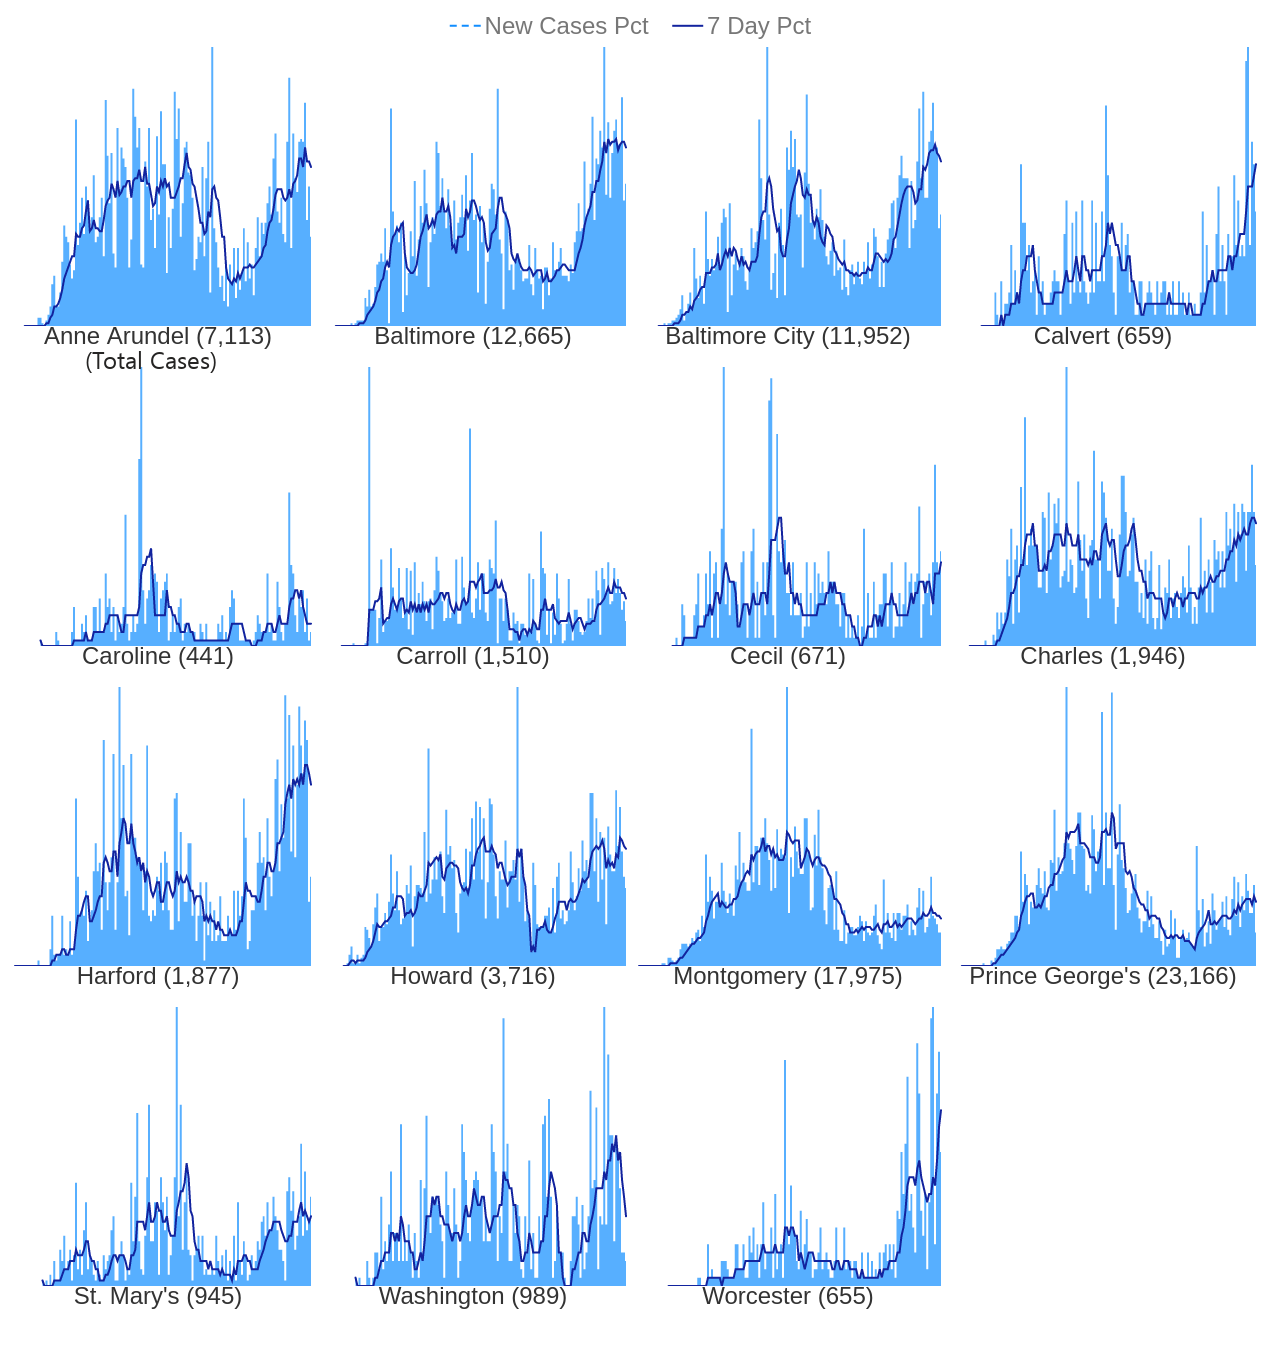 New Cases Pct 7 Day Pct
Anne Arundel (7,113) Baltimore (12,665) Baltimore City (11,952) Calvert (659)
(Total Cases)
Caroline (441) Carroll (1,510) Cecil (671) Charles (1,946)
Harford (1,877) Howard (3,716) Montgomery (17,975) Prince George's (23,166)
St. Mary's (945) Washington (989) Worcester (655)